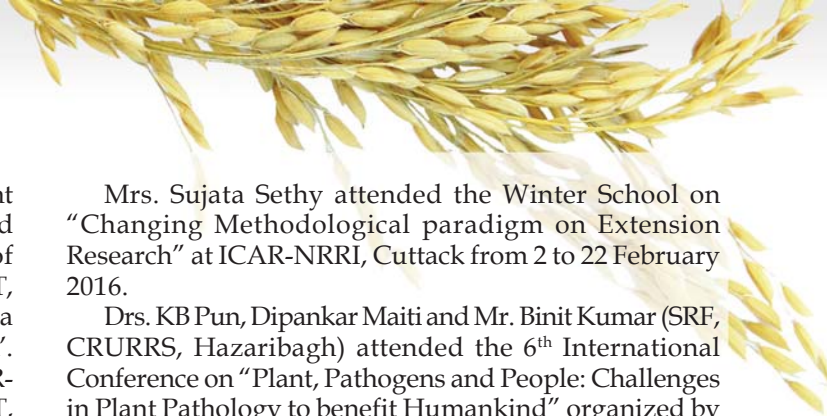 nt
d
of
T,
a
’.
R-
T,
Mrs. Sujata Sethy attended the Winter School on
“Changing Methodological paradigm on Extension
Research” at ICAR-NRRI, Cuttack from 2 to 22 February
2016.
Drs. KB Pun, Dipankar Maiti and Mr. Binit Kumar (SRF,
CRURRS, Hazaribagh) attended the 6th International
Conference on “Plant, Pathogens and People: Challenges
in Plant Pathology to benefit Humankind” organized by